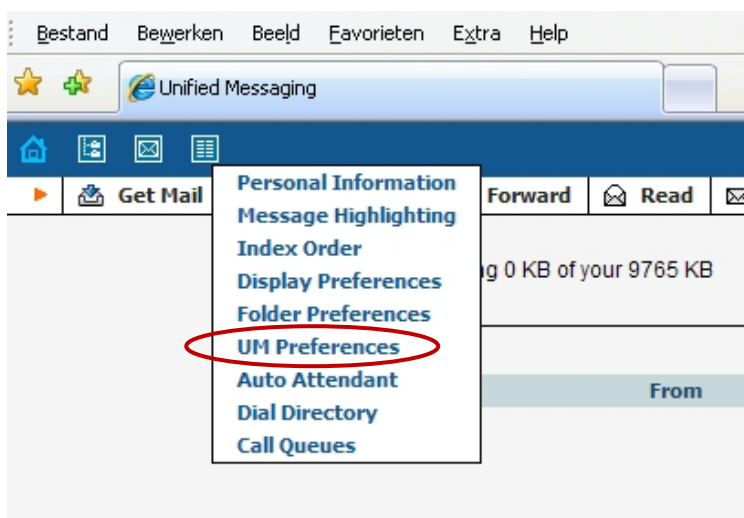 Bestand Bewerken Beeld Favorieten Extra Help
Unified Messaging
Get Mail Forward Read
Personal Information
Message Highlighting
Index Order
Display Preferences
Folder Preferences
UM Preferences
Auto Attendant
Dial Directory
Call Queues
0 KB of your 9765 KB
From